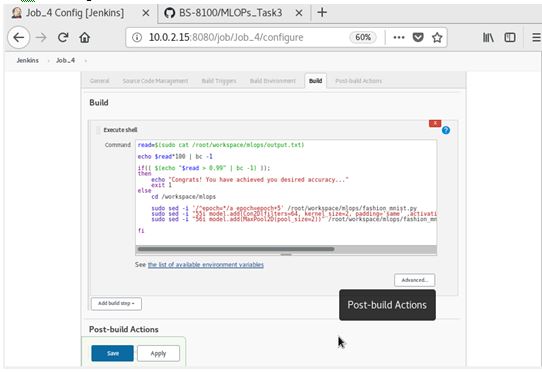 Job_4 Config [Jenkins]
BS-8100/MLOPs_Task3
10.0.2.15:8080/job/Job_4/configure
60%
Jenkins
Job_4
General
Source Code Management
Build Triggers
Build Environment
Build
Post-build Actions
Build
X
Execute shell
?
Command
read=$(sudo cat /root/workspace/mlops/output.txt)
echo $read*100 | bc -l
if(( $(echo "$read > 0.99" | bc -l) ));
then
echo "Congrats! You have achieved you desired accuracy..."
exit 1
else
cd /workspace/mlops
sudo sed -i '/^epoch=*/a epoch=epoch+5' /root/workspace/mlops/fashion_mnist.py
sudo sed -i "55i model.add(Con2D(filters=64, kernel_size=2, padding='same' ,activati
sudo sed -i "56i model.add(MaxPool2D(pool_size=2))" /root/workspace/mlops/fashion_mn
fi
See the list of available environment variables
Advanced...
Add build step
Post-build Actions
Post-build Actions
Save
Apply